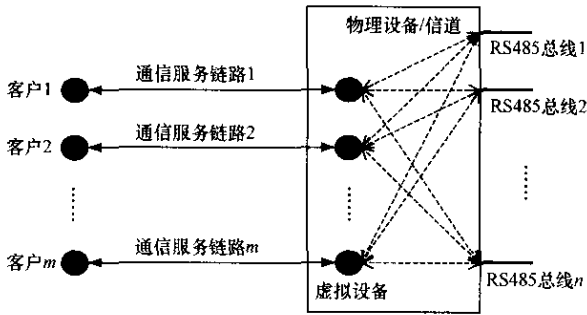 物理设备/信道
RS485总线1
通信服务链路1
客户1
RS485总线2
通信服务链路2
客户2
通信服务链路m
客户m
RS485总线n
虚拟设备